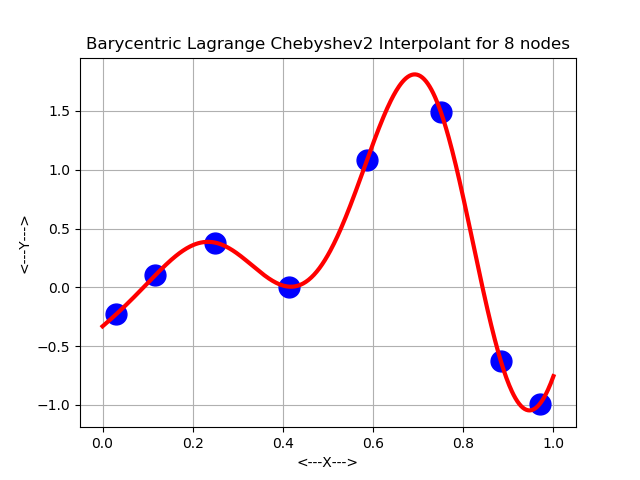 Barycentric Lagrange Chebyshev2 Interpolant for 8 nodes
1.5
1.0
0.5
0.0
−0.5
−1.0
<---Y--->
0.0 0.2 0.4 0.6 0.8 1.0
<---X--->